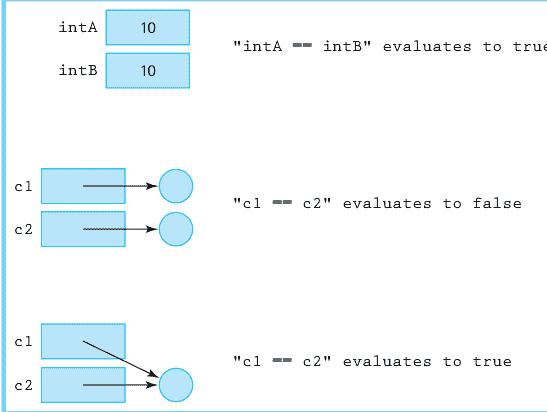 intA 10
"intA == intB" evaluates to true
intB 10
c1
"c1 == c2" evaluates to false
c2
c1
"c1 == c2" evaluates to true
c2